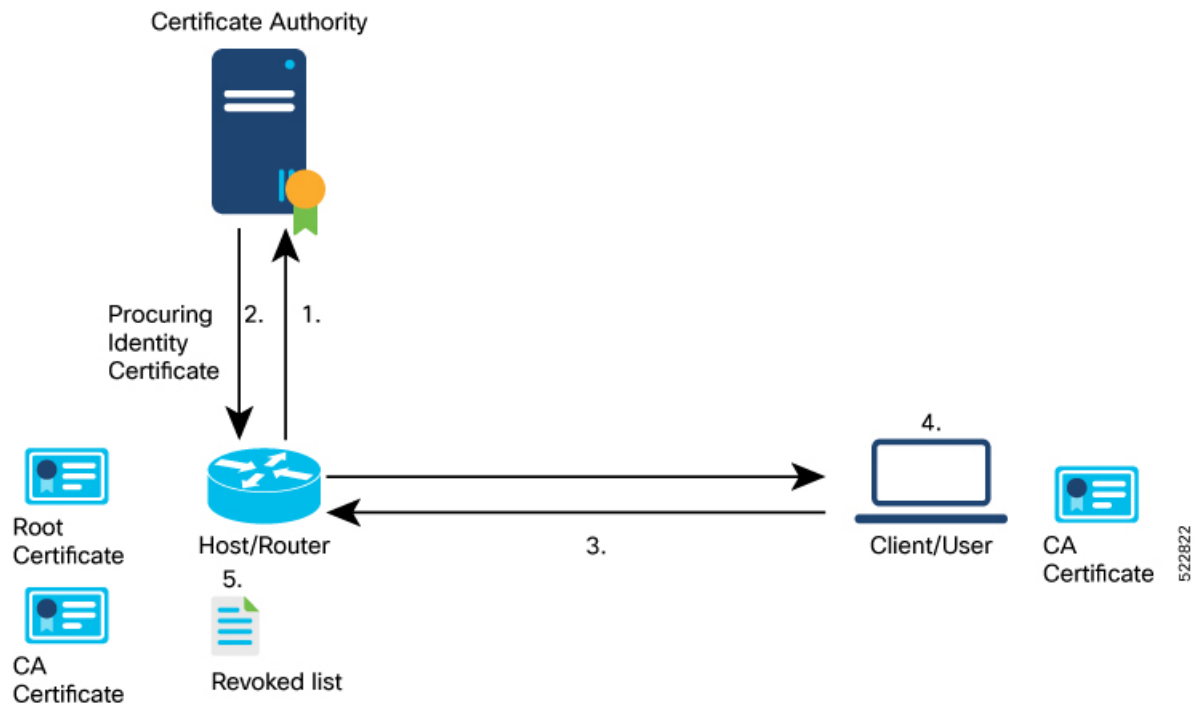 Certificate Authority
Procuring
Identity
Certificate
2.
1.
4.
Root
Certificate
Host/Router
3.
Client/User
CA
Certificate
5.
CA
Certificate
Revoked list
522822